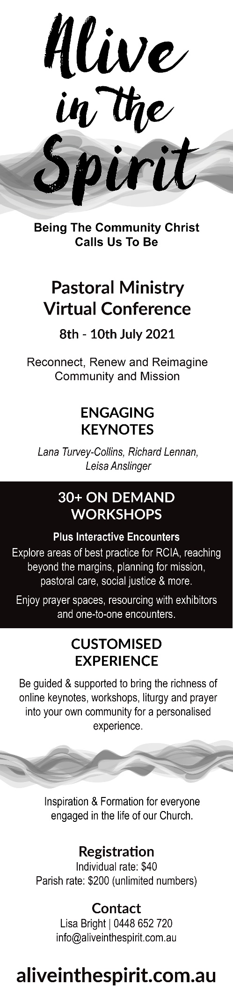 Alive
in the
Spirit
Being The Community Christ
Calls Us To Be
Pastoral Ministry
Virtual Conference
8th - 10th July 2021
Reconnect, Renew and Reimagine
Community and Mission
ENGAGING
KEYNOTES
Lana Turvey-Collins, Richard Lennan,
Leisa Anslinger
30+ ON DEMAND
WORKSHOPS
Plus Interactive Encounters
Explore areas of best practice for RCIA, reaching
beyond the margins, planning for mission,
pastoral care, social justice & more.
Enjoy prayer spaces, resourcing with exhibitors
and one-to-one encounters.
CUSTOMISED
EXPERIENCE
Be guided & supported to bring the richness of
online keynotes, workshops, liturgy and prayer
into your own community for a personalised
experience.
Inspiration & Formation for everyone
engaged in the life of our Church.
Registration
Individual rate: $40
Parish rate: $200 (unlimited numbers)
Contact
Lisa Bright | 0448 652 720
info@aliveinthespirit.com.au
aliveinthespirit.com.au